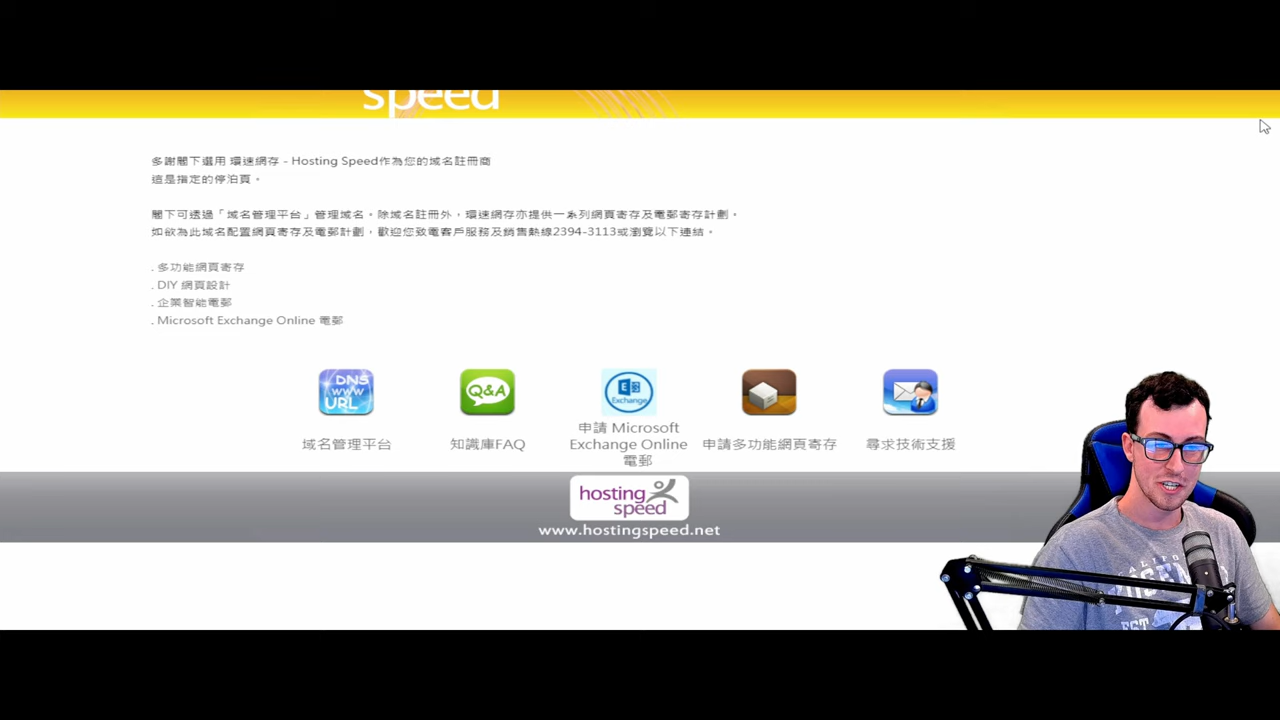 speed
多謝閣下選用 環速網存 - Hosting Speed作為您的域名註冊商
這是指定的停泊頁。
閣下可透過「域名管理平台」管理域名。除域名註冊外，環速網存亦提供一系列網頁寄存及電郵寄存計劃。
如欲為此域名配置網頁寄存及電郵計劃，歡迎您致電客戶服務及銷售熱線2394-3113或瀏覽以下連結。
. 多功能網頁寄存
. DIY 網頁設計
. 企業智能電郵
. Microsoft Exchange Online 電郵
DNS
WWW
URL
Q&A
E
Exchange
域名管理平台
知識庫FAQ
申請 Microsoft
Exchange Online
電郵
申請多功能網頁寄存
尋求技術支援
hosting
speed
www.hostingspeed.net